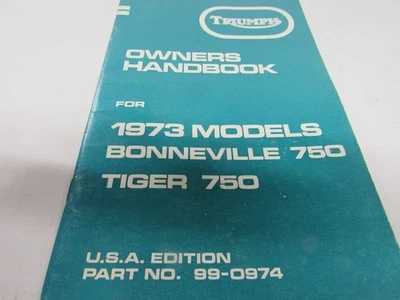 TRIUMPH
OWNERS
HANDBOOK
FOR
1973 MODELS
BONNEVILLE 750
TIGER 750
U.S.A. EDITION
PART NO. 99-0974